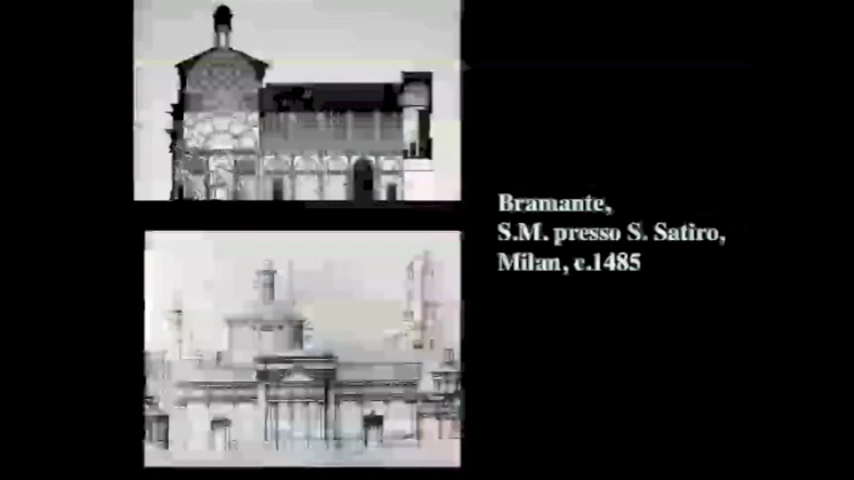 Bramante,
S.M. presso S. Satiro,
Milan, c.1485